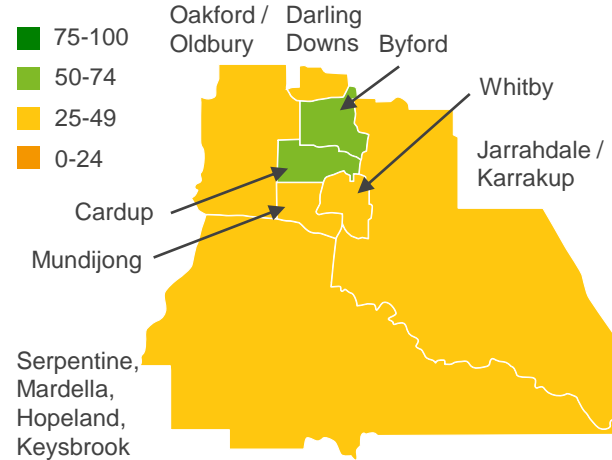 75-100
50-74
25-49
0-24
Oakford /
Oldbury
Darling
Downs
Byford
Whitby
Jarrahdale /
Karrakup
Cardup
Mundijong
Serpentine,
Mardella,
Hopeland,
Keysbrook